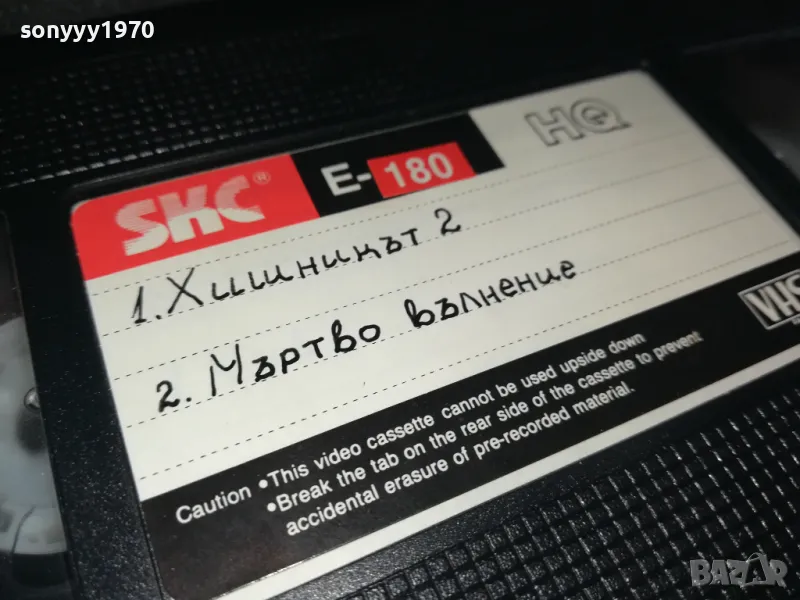 sonyyy1970
SKC® E-180 HQ
1. Хищникът 2
2. Мъртво вълнение
VHS
Caution •This video cassette cannot be used upside down
•Break the tab on the rear side of the cassette to prevent
accidental erasure of pre-recorded material.
BAZAR